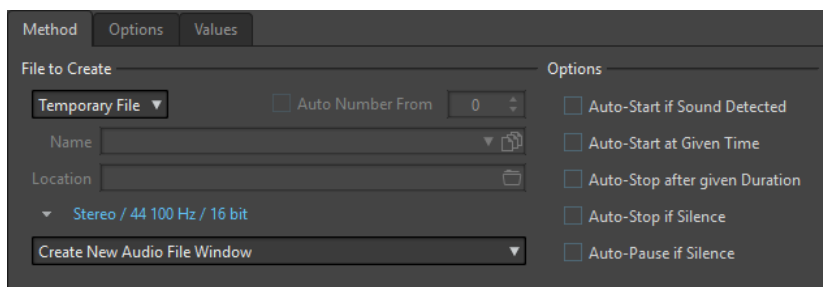 Method Options Values
File to Create
Temporary File
Auto Number From 0
Name
Location
Stereo / 44 100 Hz / 16 bit
Create New Audio File Window
Options
Auto-Start if Sound Detected
Auto-Start at Given Time
Auto-Stop after given Duration
Auto-Stop if Silence
Auto-Pause if Silence